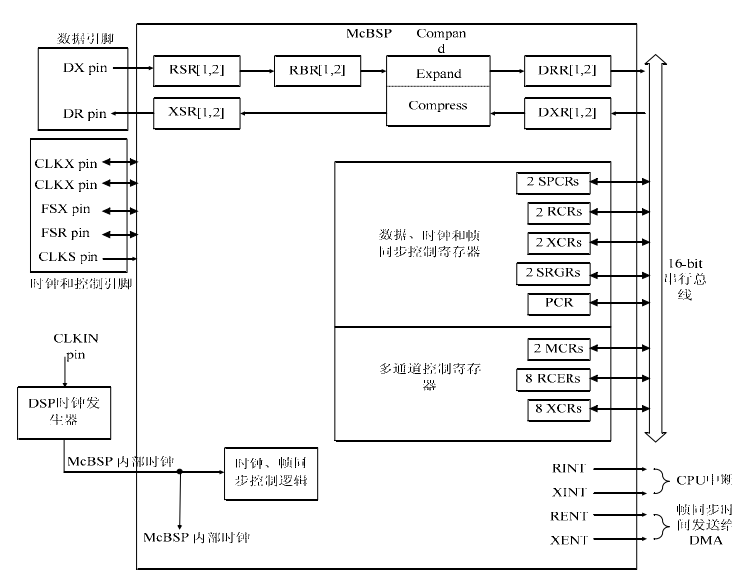 数据引脚
McBSP
Compan
d
DX pin
RSR[1,2]
RBR[1,2]
Expand
DRR[1,2]
DR pin
XSR[1,2]
Compress
DXR[1,2]
CLKX pin
CLKX pin
FSX pin
FSR pin
CLKS pin
时钟和控制引脚
数据、时钟和帧
同步控制寄存器
2 SPCRs
2 RCRs
2 XCRs
2 SRGRs
PCR
16-bit
串行总
线
多通道控制寄存
器
2 MCRs
8 RCERs
8 XCRs
CLKIN
pin
DSP时钟发
生器
McBSP 内部时钟
时钟、帧同
步控制逻辑
McBSP 内部时钟
RINT
XINT
CPU中断
RENT
XENT
帧同步时
间发送给
DMA